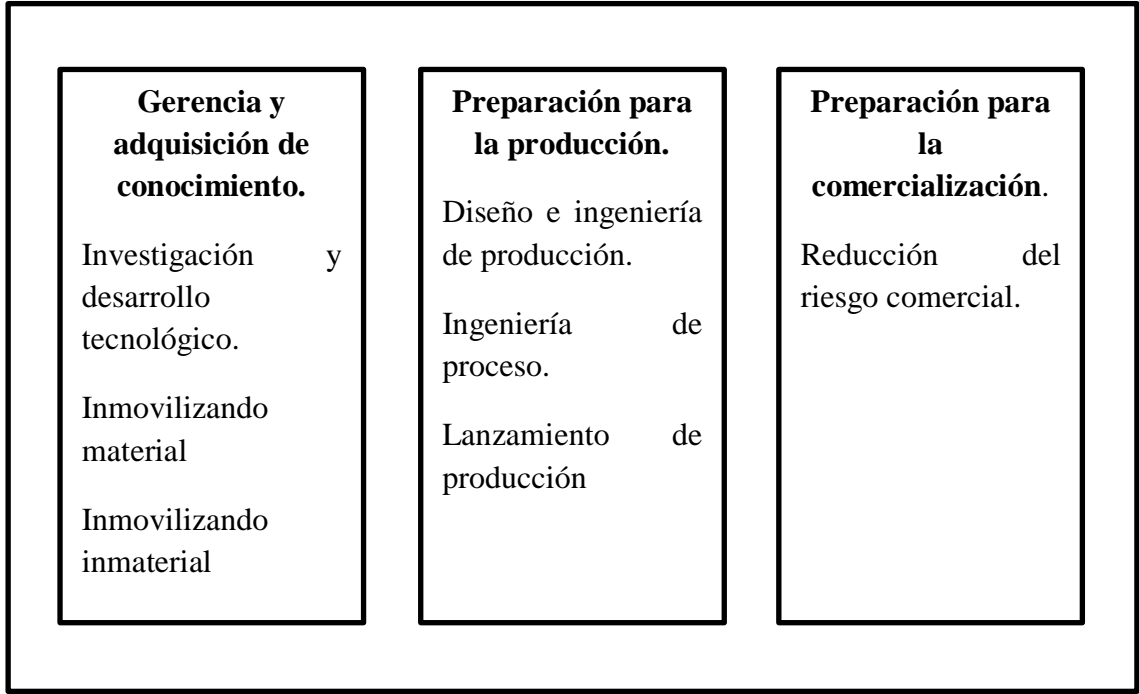 Gerencia y
adquisición de
conocimiento.
Investigación y
desarrollo
tecnológico.
Inmovilizando
material
Inmovilizando
inmaterial
Preparación para
la producción.
Diseño e ingeniería
de producción.
Ingeniería de
proceso.
Lanzamiento de
producción
Preparación para
la
comercialización.
Reducción del
riesgo comercial.